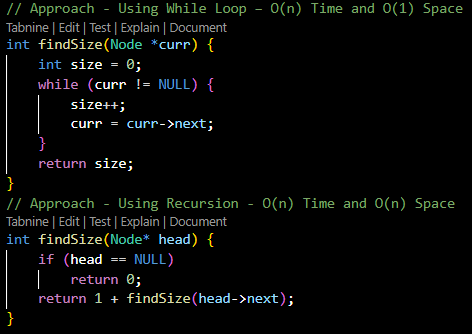 // Approach - Using While Loop – O(n) Time and O(1) Space
Tabnine | Edit | Test | Explain | Document
int findSize(Node *curr) {
    int size = 0;
    while (curr != NULL) {
        size++;
        curr = curr->next;
    }
    return size;
}
// Approach - Using Recursion - O(n) Time and O(n) Space
Tabnine | Edit | Test | Explain | Document
int findSize(Node* head) {
    if (head == NULL)
        return 0;
    return 1 + findSize(head->next);
}